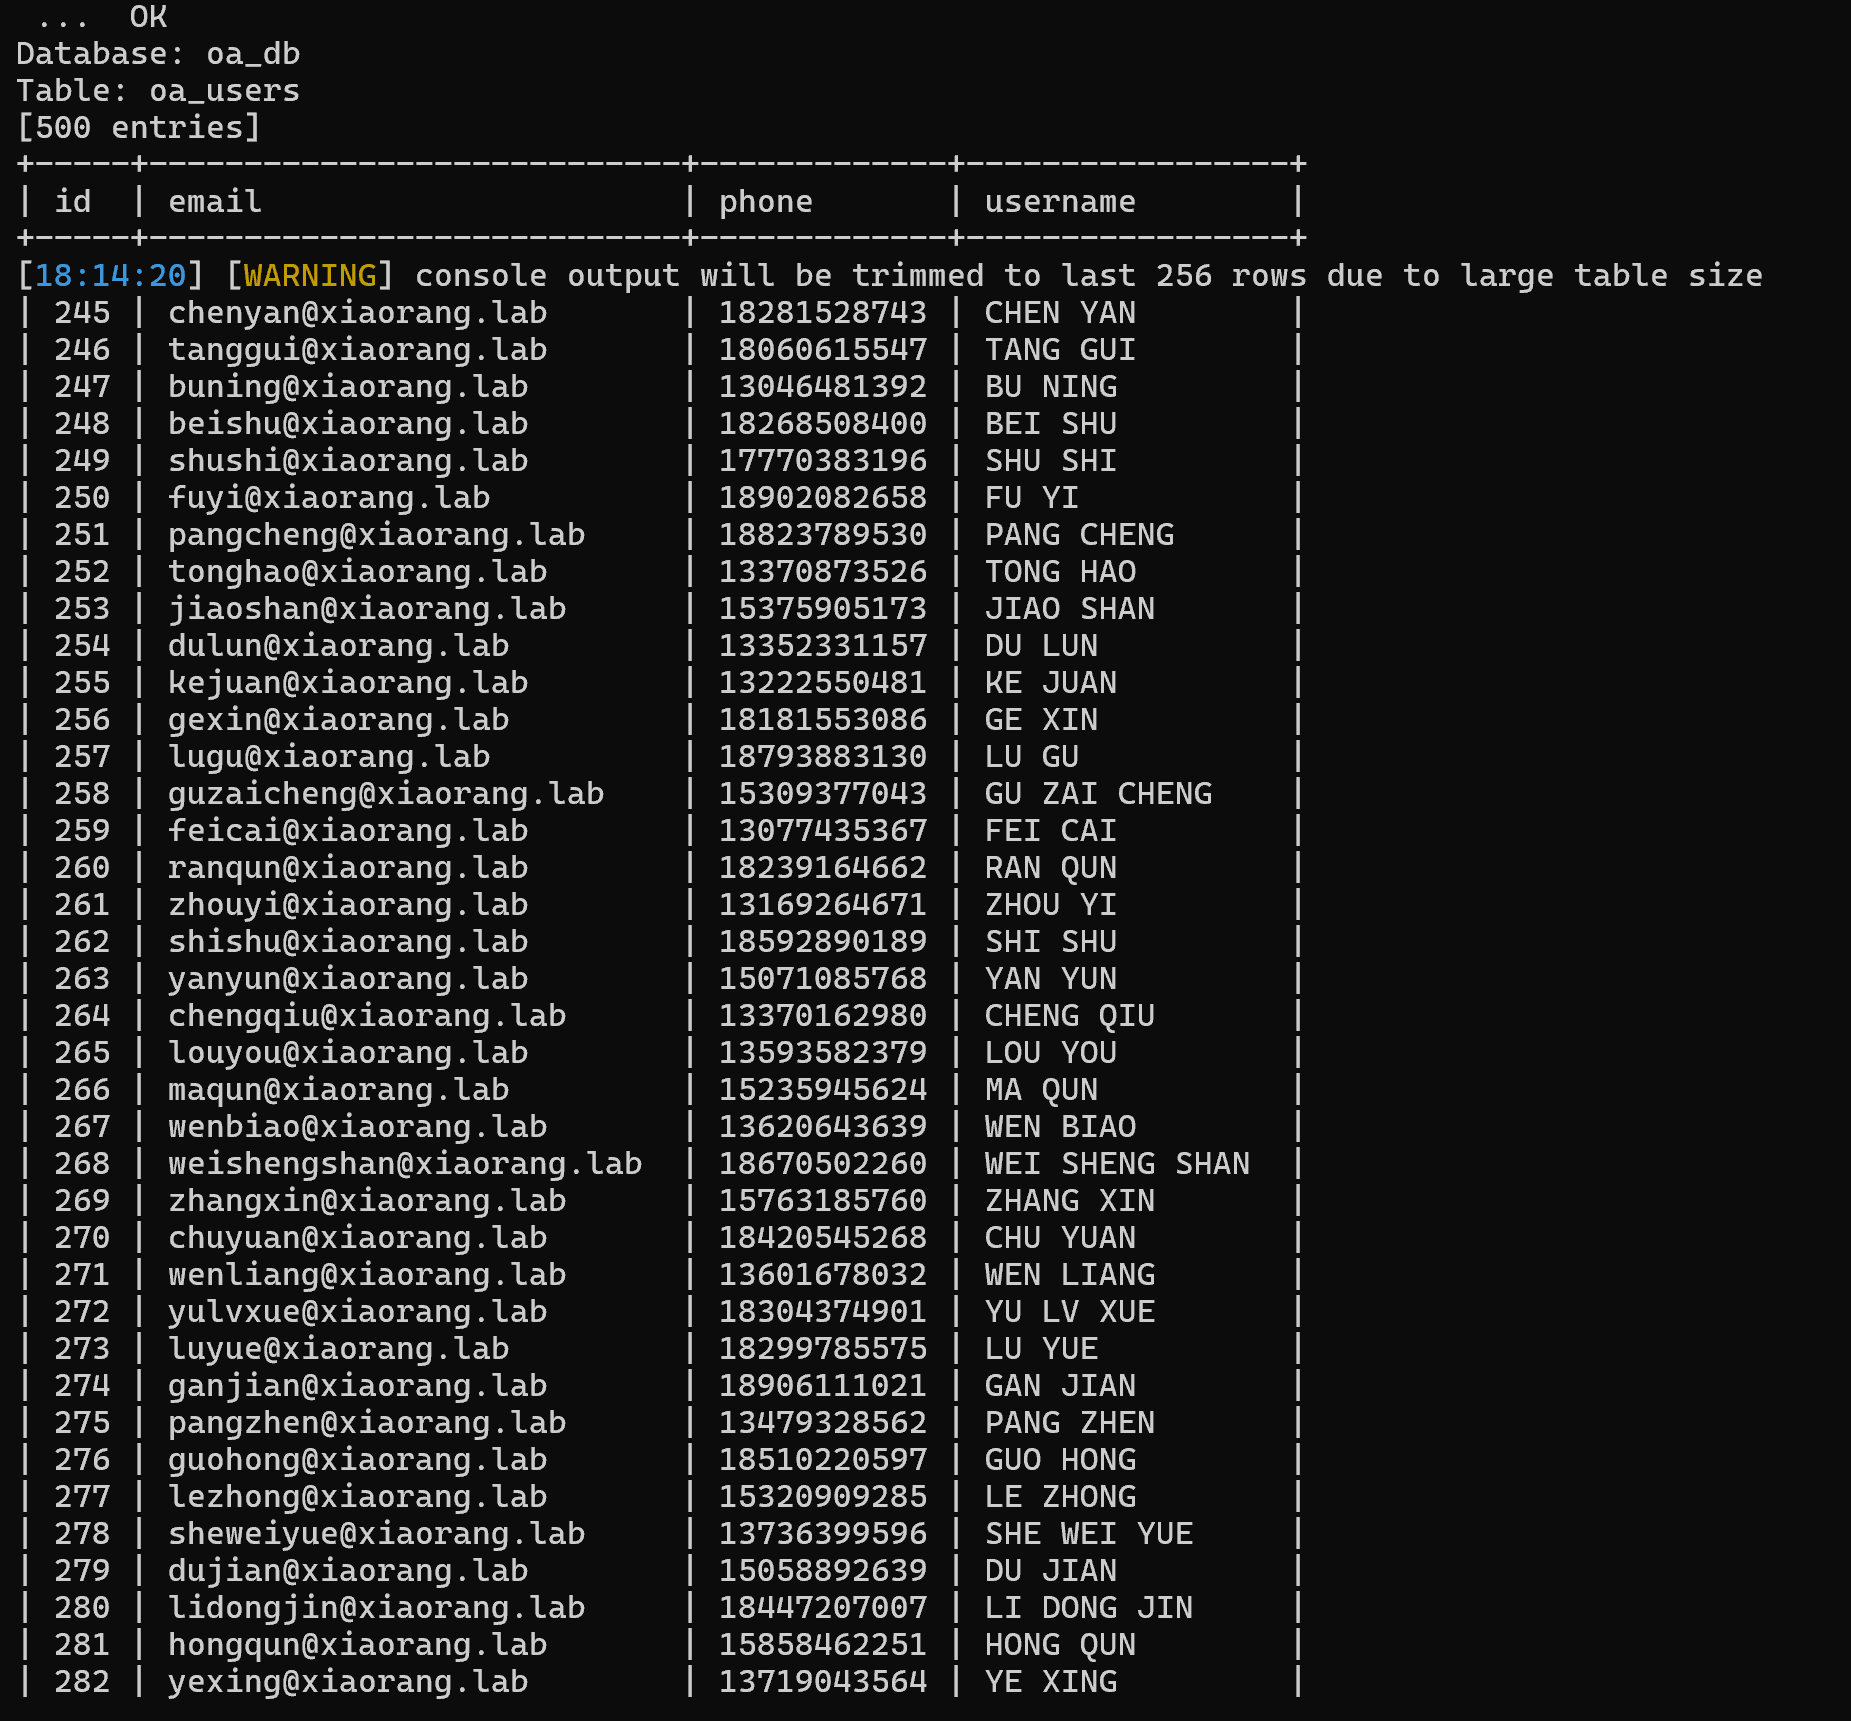 ... OK
Database: oa_db
Table: oa_users
[500 entries]
+-----+-----------------------------+-------------+-----------------+
| id  | email                       | phone       | username        |
+-----+-----------------------------+-------------+-----------------+
[18:14:20] [WARNING] console output will be trimmed to last 256 rows due to large table size
| 245 | chenyan@xiaorang.lab        | 18281528743 | CHEN YAN        |
| 246 | tanggui@xiaorang.lab        | 18060615547 | TANG GUI        |
| 247 | buning@xiaorang.lab         | 13046481392 | BU NING         |
| 248 | beishu@xiaorang.lab         | 18268508400 | BEI SHU         |
| 249 | shushi@xiaorang.lab         | 17770383196 | SHU SHI         |
| 250 | fuyi@xiaorang.lab           | 18902082658 | FU YI           |
| 251 | pangcheng@xiaorang.lab      | 18823789530 | PANG CHENG      |
| 252 | tonghao@xiaorang.lab        | 13370873526 | TONG HAO        |
| 253 | jiaoshan@xiaorang.lab       | 15375905173 | JIAO SHAN       |
| 254 | dulun@xiaorang.lab          | 13352331157 | DU LUN          |
| 255 | kejuan@xiaorang.lab         | 13222550481 | KE JUAN         |
| 256 | gexin@xiaorang.lab          | 18181553086 | GE XIN          |
| 257 | lugu@xiaorang.lab           | 18793883130 | LU GU           |
| 258 | guzaicheng@xiaorang.lab     | 15309377043 | GU ZAI CHENG    |
| 259 | feicai@xiaorang.lab         | 13077435367 | FEI CAI         |
| 260 | ranqun@xiaorang.lab         | 18239164662 | RAN QUN         |
| 261 | zhouyi@xiaorang.lab         | 13169264671 | ZHOU YI         |
| 262 | shishu@xiaorang.lab         | 18592890189 | SHI SHU         |
| 263 | yanyun@xiaorang.lab         | 15071085768 | YAN YUN         |
| 264 | chengqiu@xiaorang.lab       | 13370162980 | CHENG QIU       |
| 265 | louyou@xiaorang.lab         | 13593582379 | LOU YOU         |
| 266 | maqun@xiaorang.lab          | 15235945624 | MA QUN          |
| 267 | wenbiao@xiaorang.lab        | 13620643639 | WEN BIAO        |
| 268 | weishengshan@xiaorang.lab   | 18670502260 | WEI SHENG SHAN  |
| 269 | zhangxin@xiaorang.lab       | 15763185760 | ZHANG XIN       |
| 270 | chuyuan@xiaorang.lab        | 18420545268 | CHU YUAN        |
| 271 | wenliang@xiaorang.lab       | 13601678032 | WEN LIANG       |
| 272 | yulvxue@xiaorang.lab        | 18304374901 | YU LV XUE       |
| 273 | luyue@xiaorang.lab          | 18299785575 | LU YUE          |
| 274 | ganjian@xiaorang.lab        | 18906111021 | GAN JIAN        |
| 275 | pangzhen@xiaorang.lab       | 13479328562 | PANG ZHEN       |
| 276 | guohong@xiaorang.lab        | 18510220597 | GUO HONG        |
| 277 | lezhong@xiaorang.lab        | 15320909285 | LE ZHONG        |
| 278 | sheweiyue@xiaorang.lab      | 13736399596 | SHE WEI YUE     |
| 279 | dujian@xiaorang.lab         | 15058892639 | DU JIAN         |
| 280 | lidongjin@xiaorang.lab      | 18447207007 | LI DONG JIN     |
| 281 | hongqun@xiaorang.lab        | 15858462251 | HONG QUN        |
| 282 | yexing@xiaorang.lab         | 13719043564 | YE XING         |